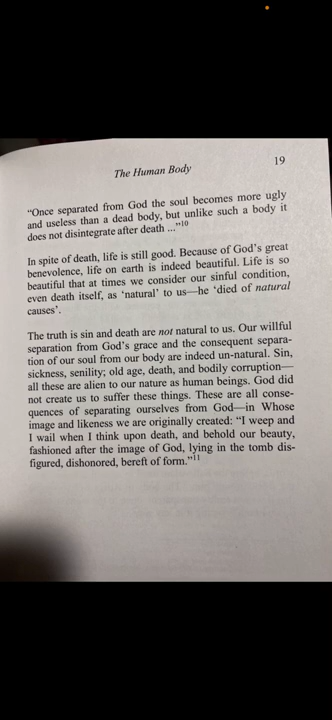 The Human Body 19
“Once separated from God the soul becomes more ugly
and useless than a dead body, but unlike such a body it
does not disintegrate after death ...”10
In spite of death, life is still good. Because of God’s great
benevolence, life on earth is indeed beautiful. Life is so
beautiful that at times we consider our sinful condition,
even death itself, as ‘natural’ to us—he ‘died of natural
causes’.
The truth is sin and death are not natural to us. Our willful
separation from God’s grace and the consequent separa-
tion of our soul from our body are indeed un-natural. Sin,
sickness, senility; old age, death, and bodily corruption—
all these are alien to our nature as human beings. God did
not create us to suffer these things. These are all conse-
quences of separating ourselves from God—in Whose
image and likeness we are originally created: “I weep and
I wail when I think upon death, and behold our beauty,
fashioned after the image of God, lying in the tomb dis-
figured, dishonored, bereft of form.”11